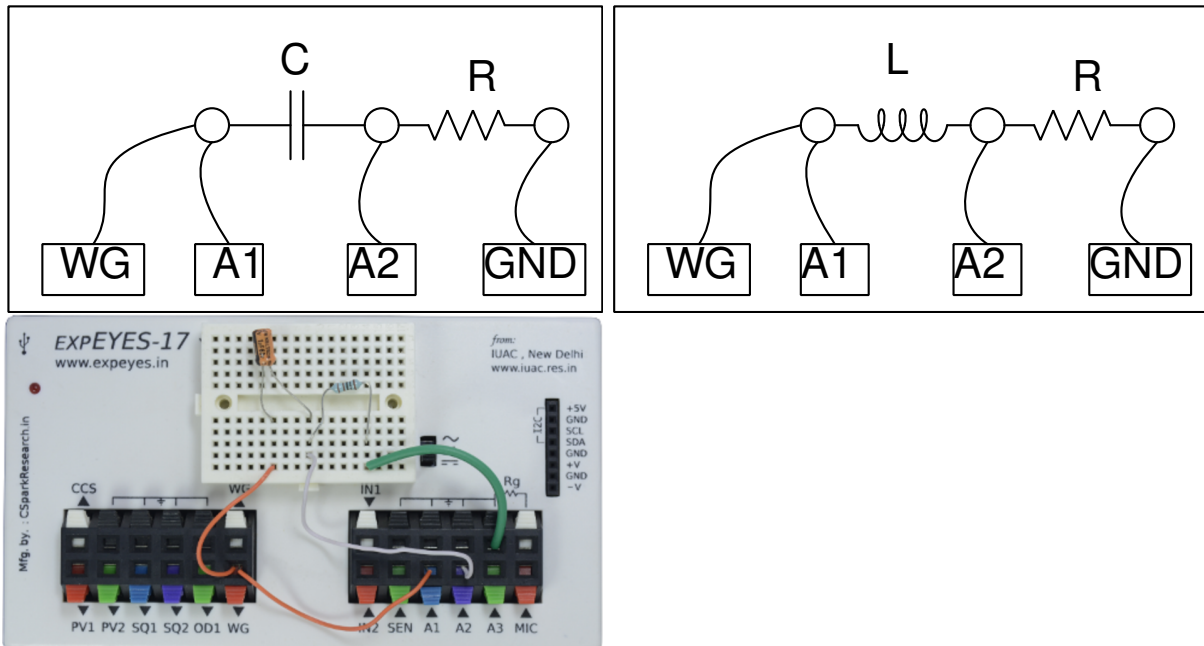 C
R
WG A1 A2 GND
L
R
WG A1 A2 GND
EXPEYES-17
www.expeyes.in
from:
IUAC , New Delhi
www.iuac.res.in
Mfg. by. : CSparkResearch.in
I2C
+5V
GND
SCL
SDA
GND
+V
GND
-V
CCS
WG
IN1
Rg
PV1 PV2 SQ1 SQ2 OD1 WG
IN2 SEN A1 A2 A3 MIC